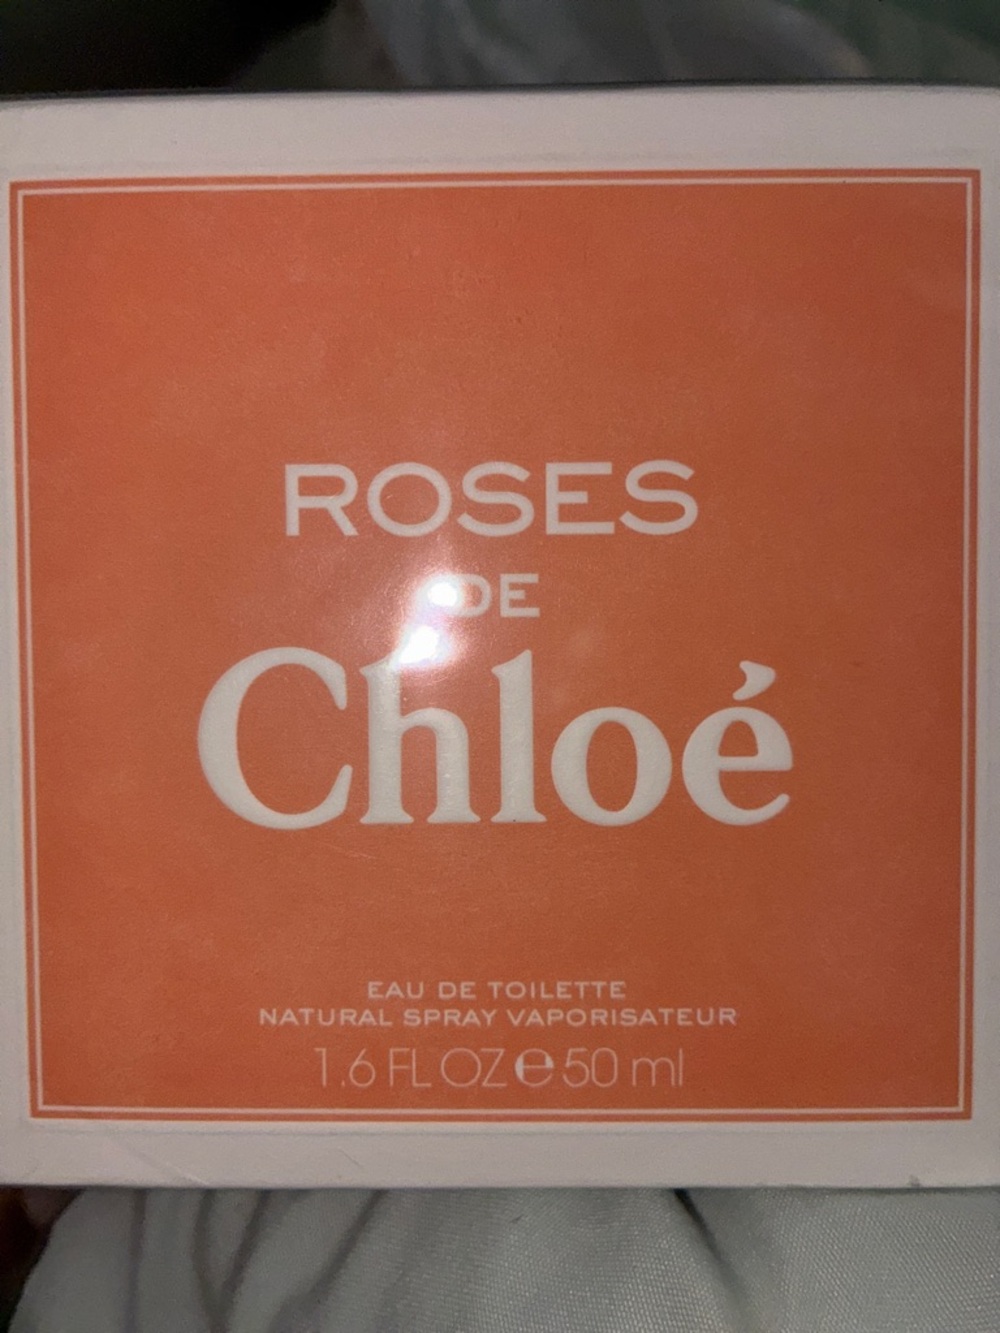 ROSES
DE
Chloé
EAU DE TOILETTE
NATURAL SPRAY VAPORISATEUR
1.6 FL OZ ℮ 50 ml